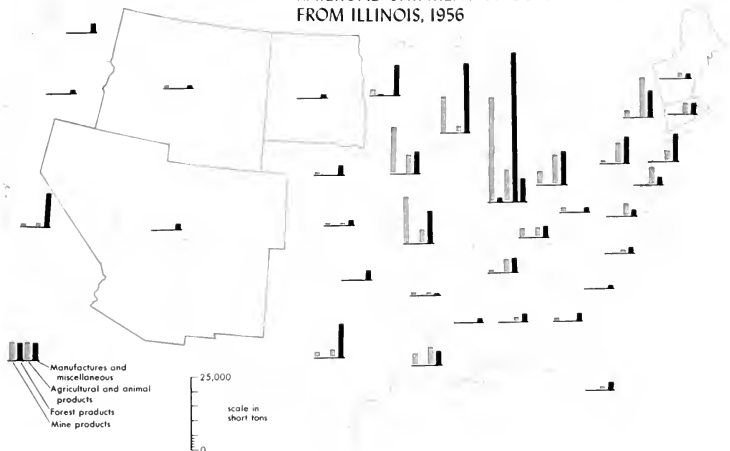 FROM ILLINOIS, 1956
Manufactures and
miscellaneous
Agricultural and animal
products
Forest products
Mine products
25,000
scale in
short tons
0